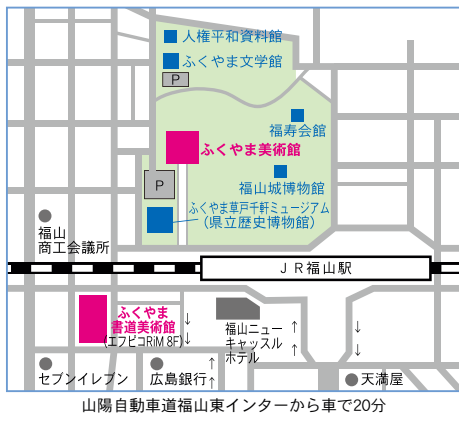 人権平和資料館
ふくやま文学館
P
福寿会館
ふくやま美術館
福山城博物館
P
ふくやま草戸千軒ミュージアム
(県立歴史博物館)
福山
商工会議所
JR福山駅
ふくやま
書道美術館
(エフピコRiM 8F)
福山ニュー
キャッスル
ホテル
セブンイレブン
広島銀行
天満屋
山陽自動車道福山東インターから車で20分